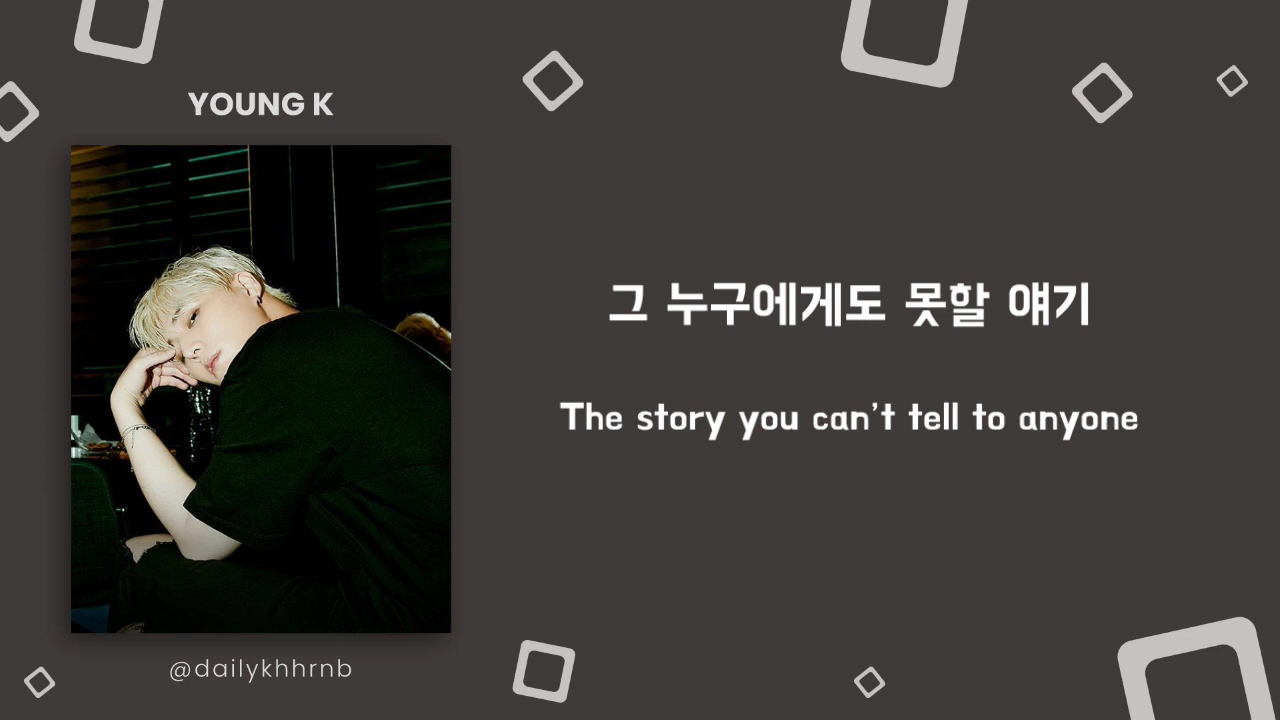 YOUNG K
그 누구에게도 못할 얘기
The story you can't tell to anyone
@dailykhhrnb